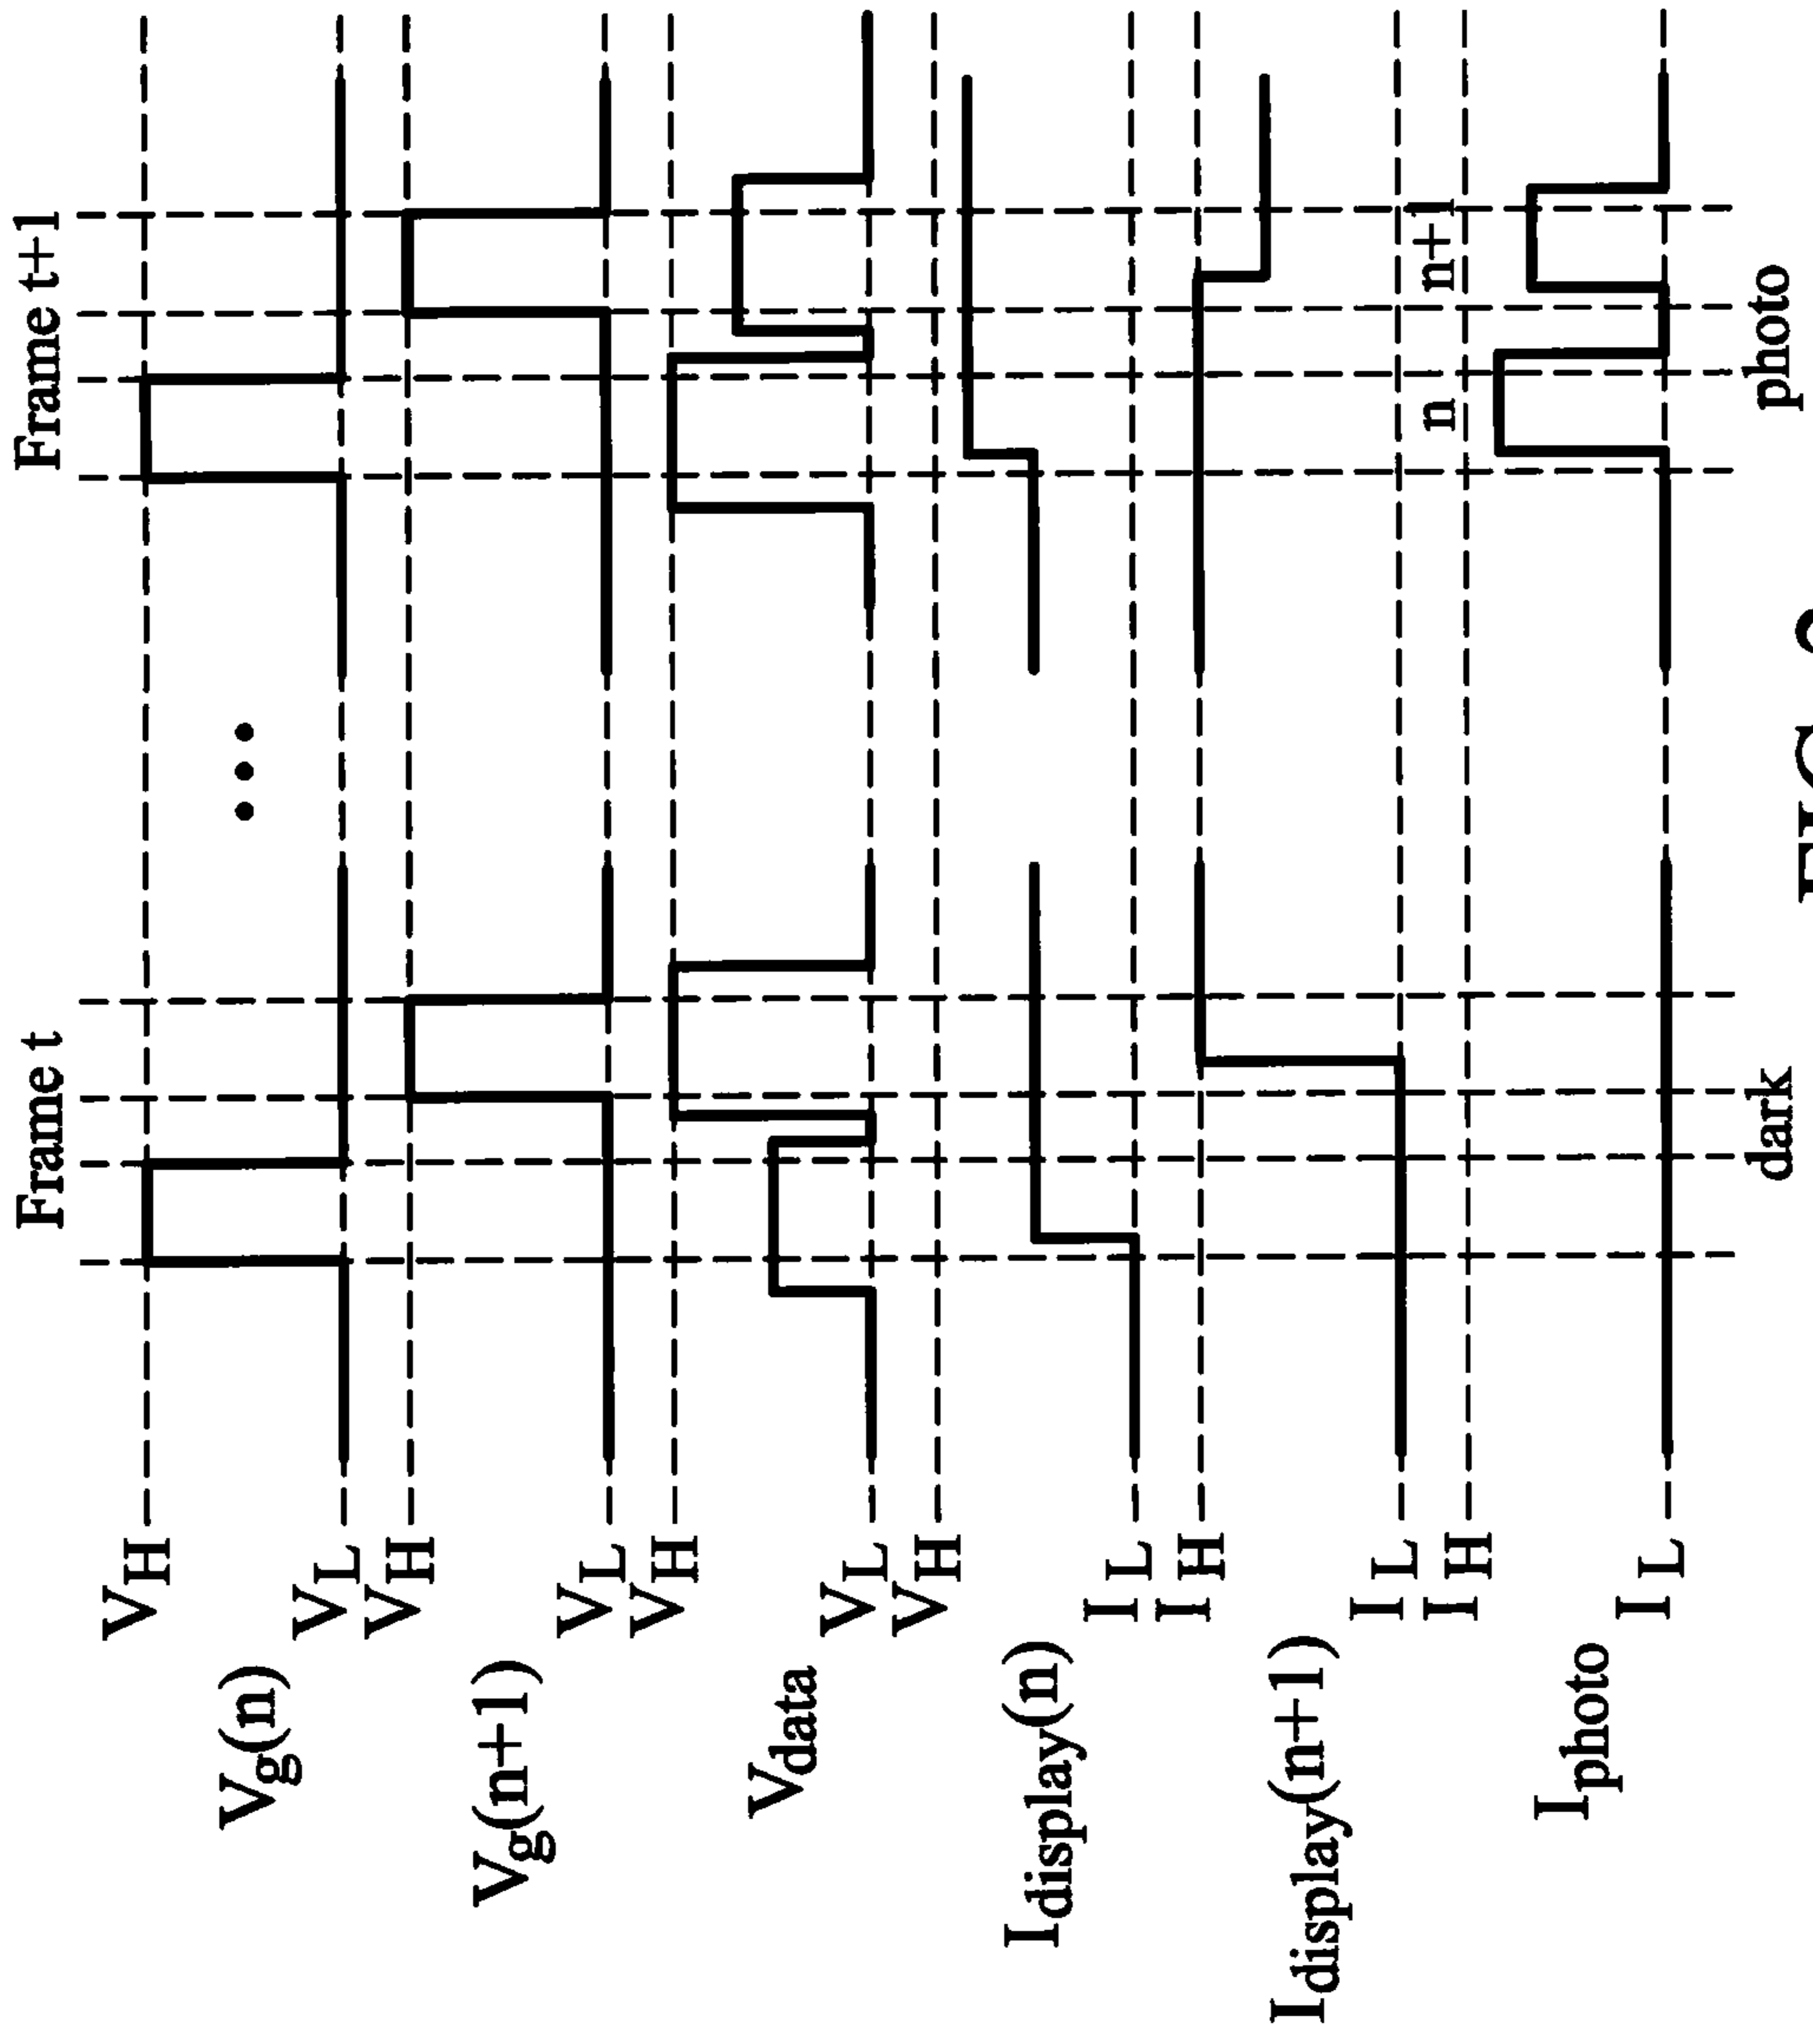 Frame t
Frame t+1
VH
Vg(n)
VL
VH
Vg(n+1)
VL
VH
Vdata
VL
VH
Idisplay(n)
IL
IH
Idisplay(n+1)
IL
n
n+1
IH
Iphoto
IL
dark
photo
FIG.